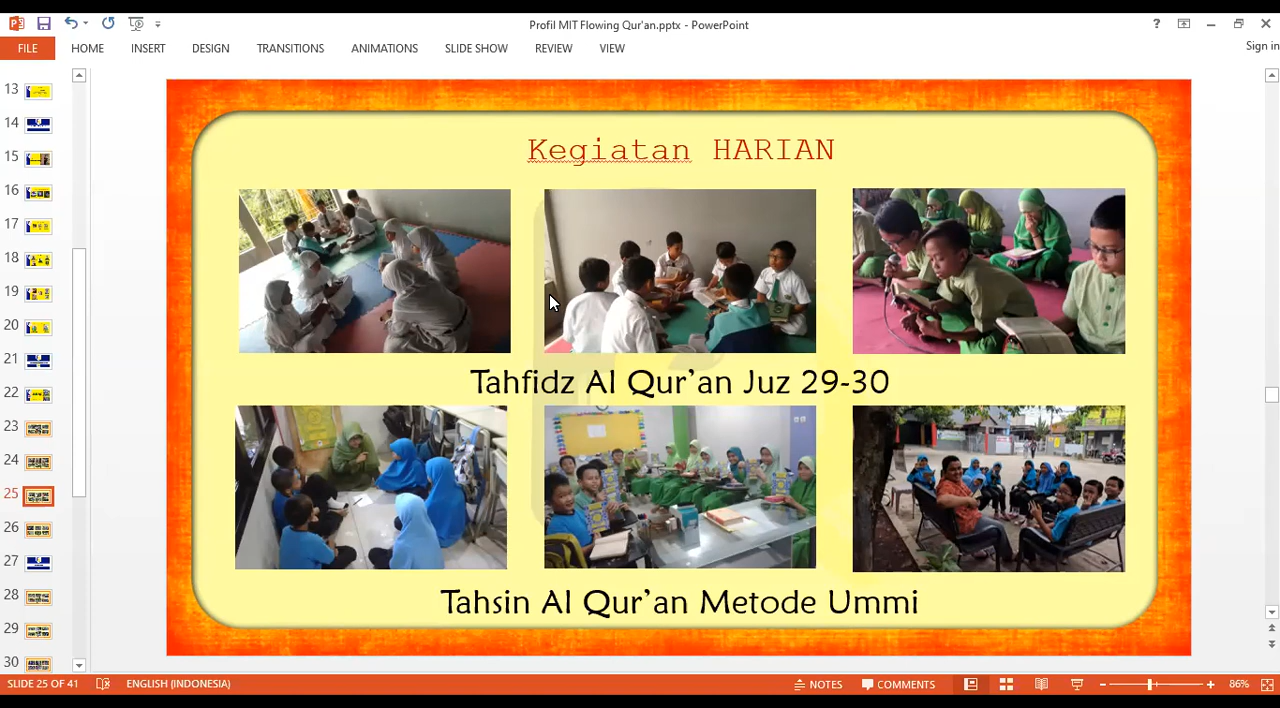 Profil MIT Flowing Qur'an.pptx - PowerPoint
?
Sign in
FILE HOME INSERT DESIGN TRANSITIONS ANIMATIONS SLIDE SHOW REVIEW VIEW
13
14
15
16
17
18
19
20
21
22
23
24
25
26
27
28
29
30
Kegiatan HARIAN
Tahfidz Al Qur’an Juz 29-30
Tahsin Al Qur’an Metode Ummi
SLIDE 25 OF 41 ENGLISH (INDONESIA) NOTES COMMENTS 86%